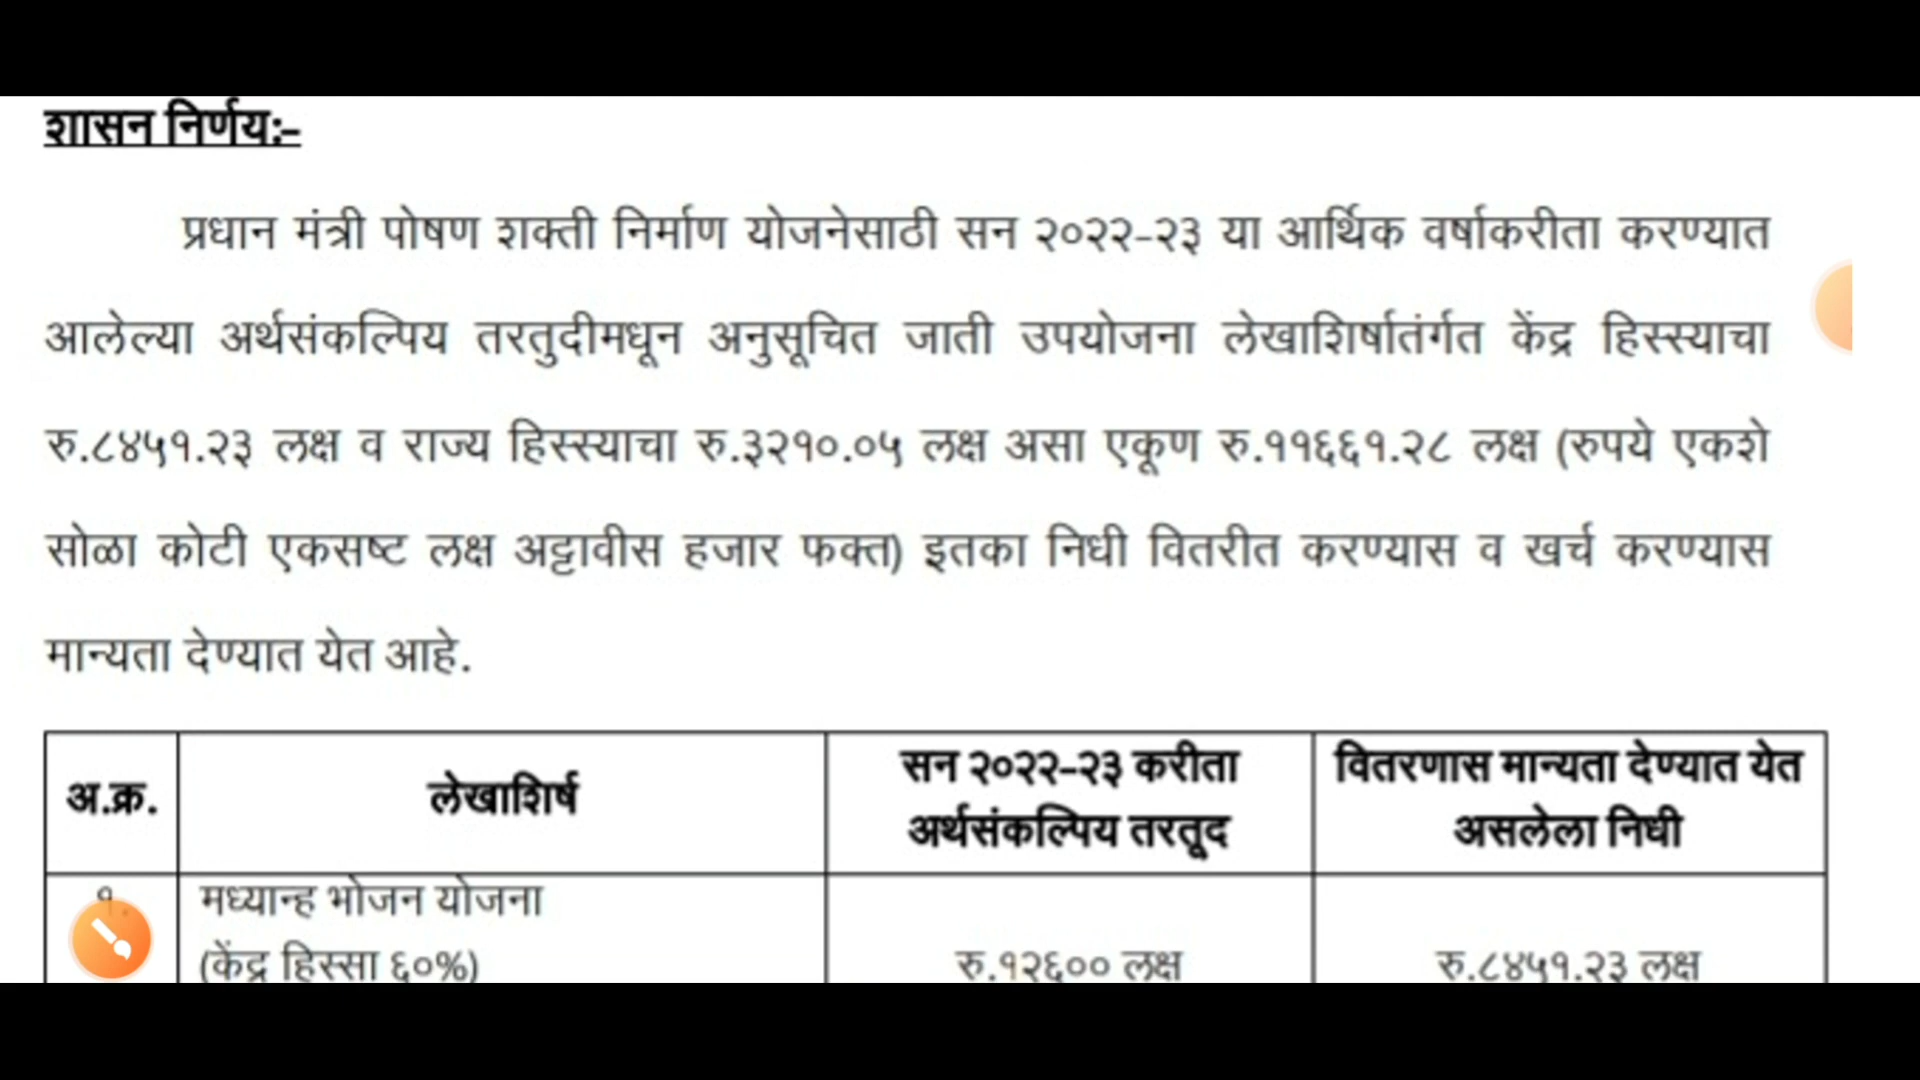 शासन निर्णय:-
प्रधान मंत्री पोषण शक्ती निर्माण योजनेसाठी सन २०२२-२३ या आर्थिक वर्षाकरीता करण्यात
आलेल्या अर्थसंकल्पिय तरतुदीमधून अनुसूचित जाती उपयोजना लेखाशिर्षातंर्गत केंद्र हिस्स्याचा
रु.८४५१.२३ लक्ष व राज्य हिस्स्याचा रु.३२१०.०५ लक्ष असा एकूण रु.११६६१.२८ लक्ष (रुपये एकशे
सोळा कोटी एकसष्ट लक्ष अट्टावीस हजार फक्त) इतका निधी वितरीत करण्यास व खर्च करण्यास
मान्यता देण्यात येत आहे.
अ.क्र. लेखाशिर्ष सन २०२२-२३ करीता वितरणास मान्यता देण्यात येत
अर्थसंकल्पिय तरतूद असलेला निधी
१. मध्यान्ह भोजन योजना
(केंद्र हिस्सा ६०%) रु.१२६०० लक्ष रु.८४५१.२३ लक्ष